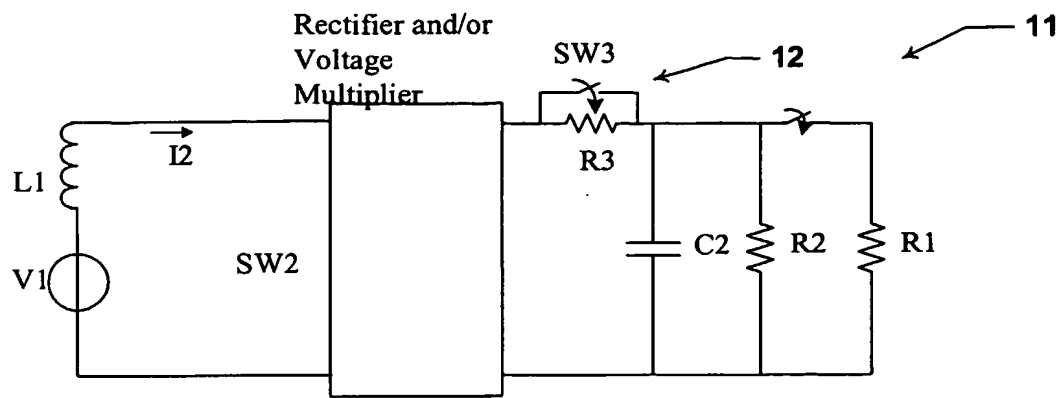 Rectifier and/or
Voltage
Multiplier
SW3
12
11
I2
R3
L1
V1
SW2
C2
R2
R1